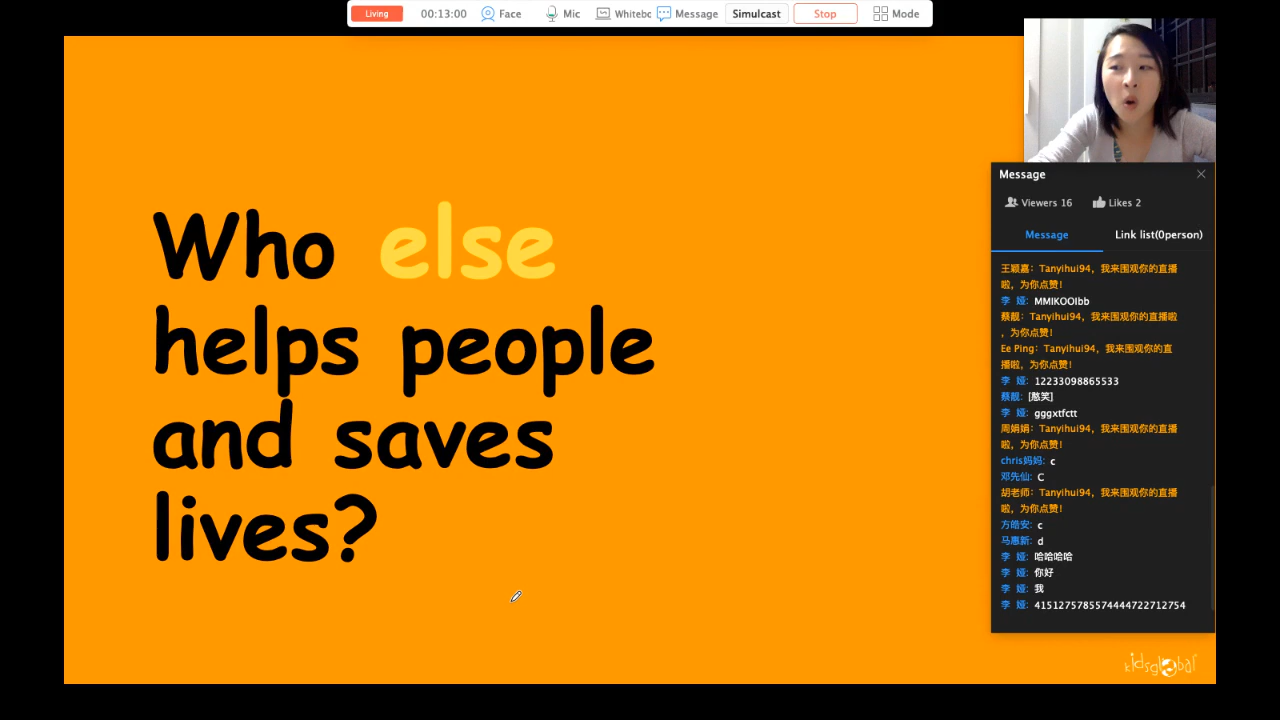 Living 00:13:00 Face Mic Whitebc Message Simulcast Stop Mode
Who else
helps people
and saves
lives?
Message
Viewers 16 Likes 2
Message Link list(0person)
王颖嘉：Tanyihui94，我来围观你的直播
啦，为你点赞！
李 娅：MMIKOOIbb
蔡靓：Tanyihui94，我来围观你的直播啦
，为你点赞！
Ee Ping：Tanyihui94，我来围观你的直
播啦，为你点赞！
李 娅：12233098865533
蔡靓：[憨笑]
李 娅：gggxtfctt
周娟娟：Tanyihui94，我来围观你的直播
啦，为你点赞！
chris妈妈：c
邓先仙：C
胡老师：Tanyihui94，我来围观你的直播
啦，为你点赞！
方皓安：c
马惠新：d
李 娅：哈哈哈哈
李 娅：你好
李 娅：我
李 娅：4151275785574444722712754
kidsglobal